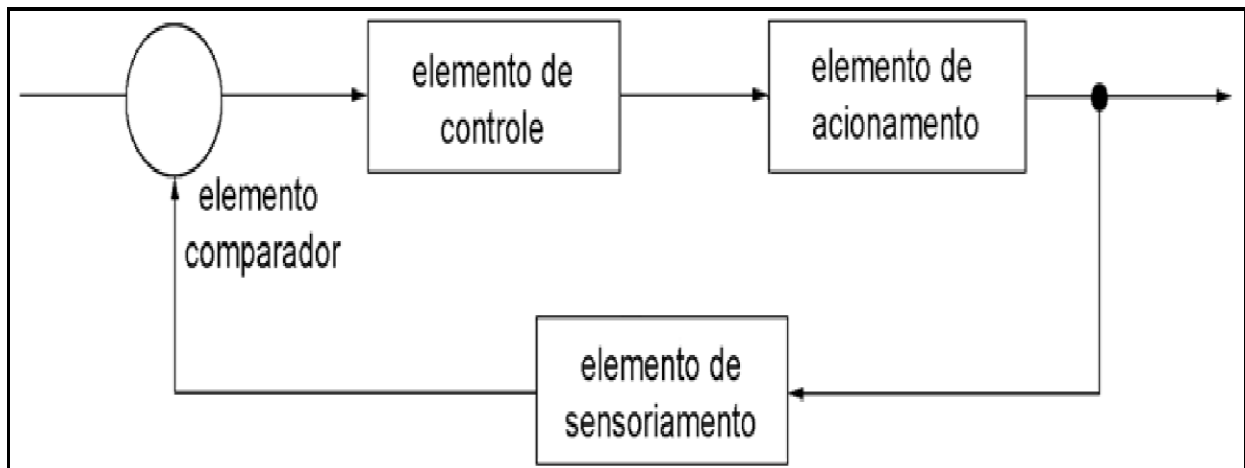 elemento de
controle
elemento de
acionamento
elemento
comparador
elemento de
sensoriamento